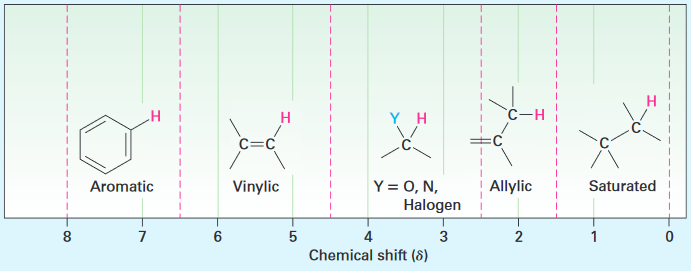 H
H
Y H
C—H
H
C=C
C
C
C
C
Aromatic Vinylic Y = O, N, Allylic Saturated
Halogen
8 7 6 5 4 3 2 1 0
Chemical shift (δ)